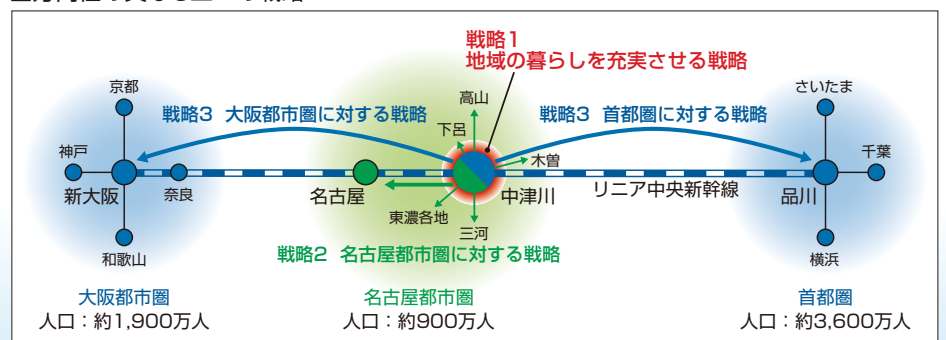 戦略1
地域の暮らしを充実させる戦略
京都
高山
さいたま
戦略3 大阪都市圏に対する戦略
下呂
戦略3 首都圏に対する戦略
神戸
木曽
千葉
新大阪
奈良
名古屋
中津川
リニア中央新幹線
品川
東濃各地
三河
和歌山
戦略2 名古屋都市圏に対する戦略
横浜
大阪都市圏
人口：約1,900万人
名古屋都市圏
人口：約900万人
首都圏
人口：約3,600万人